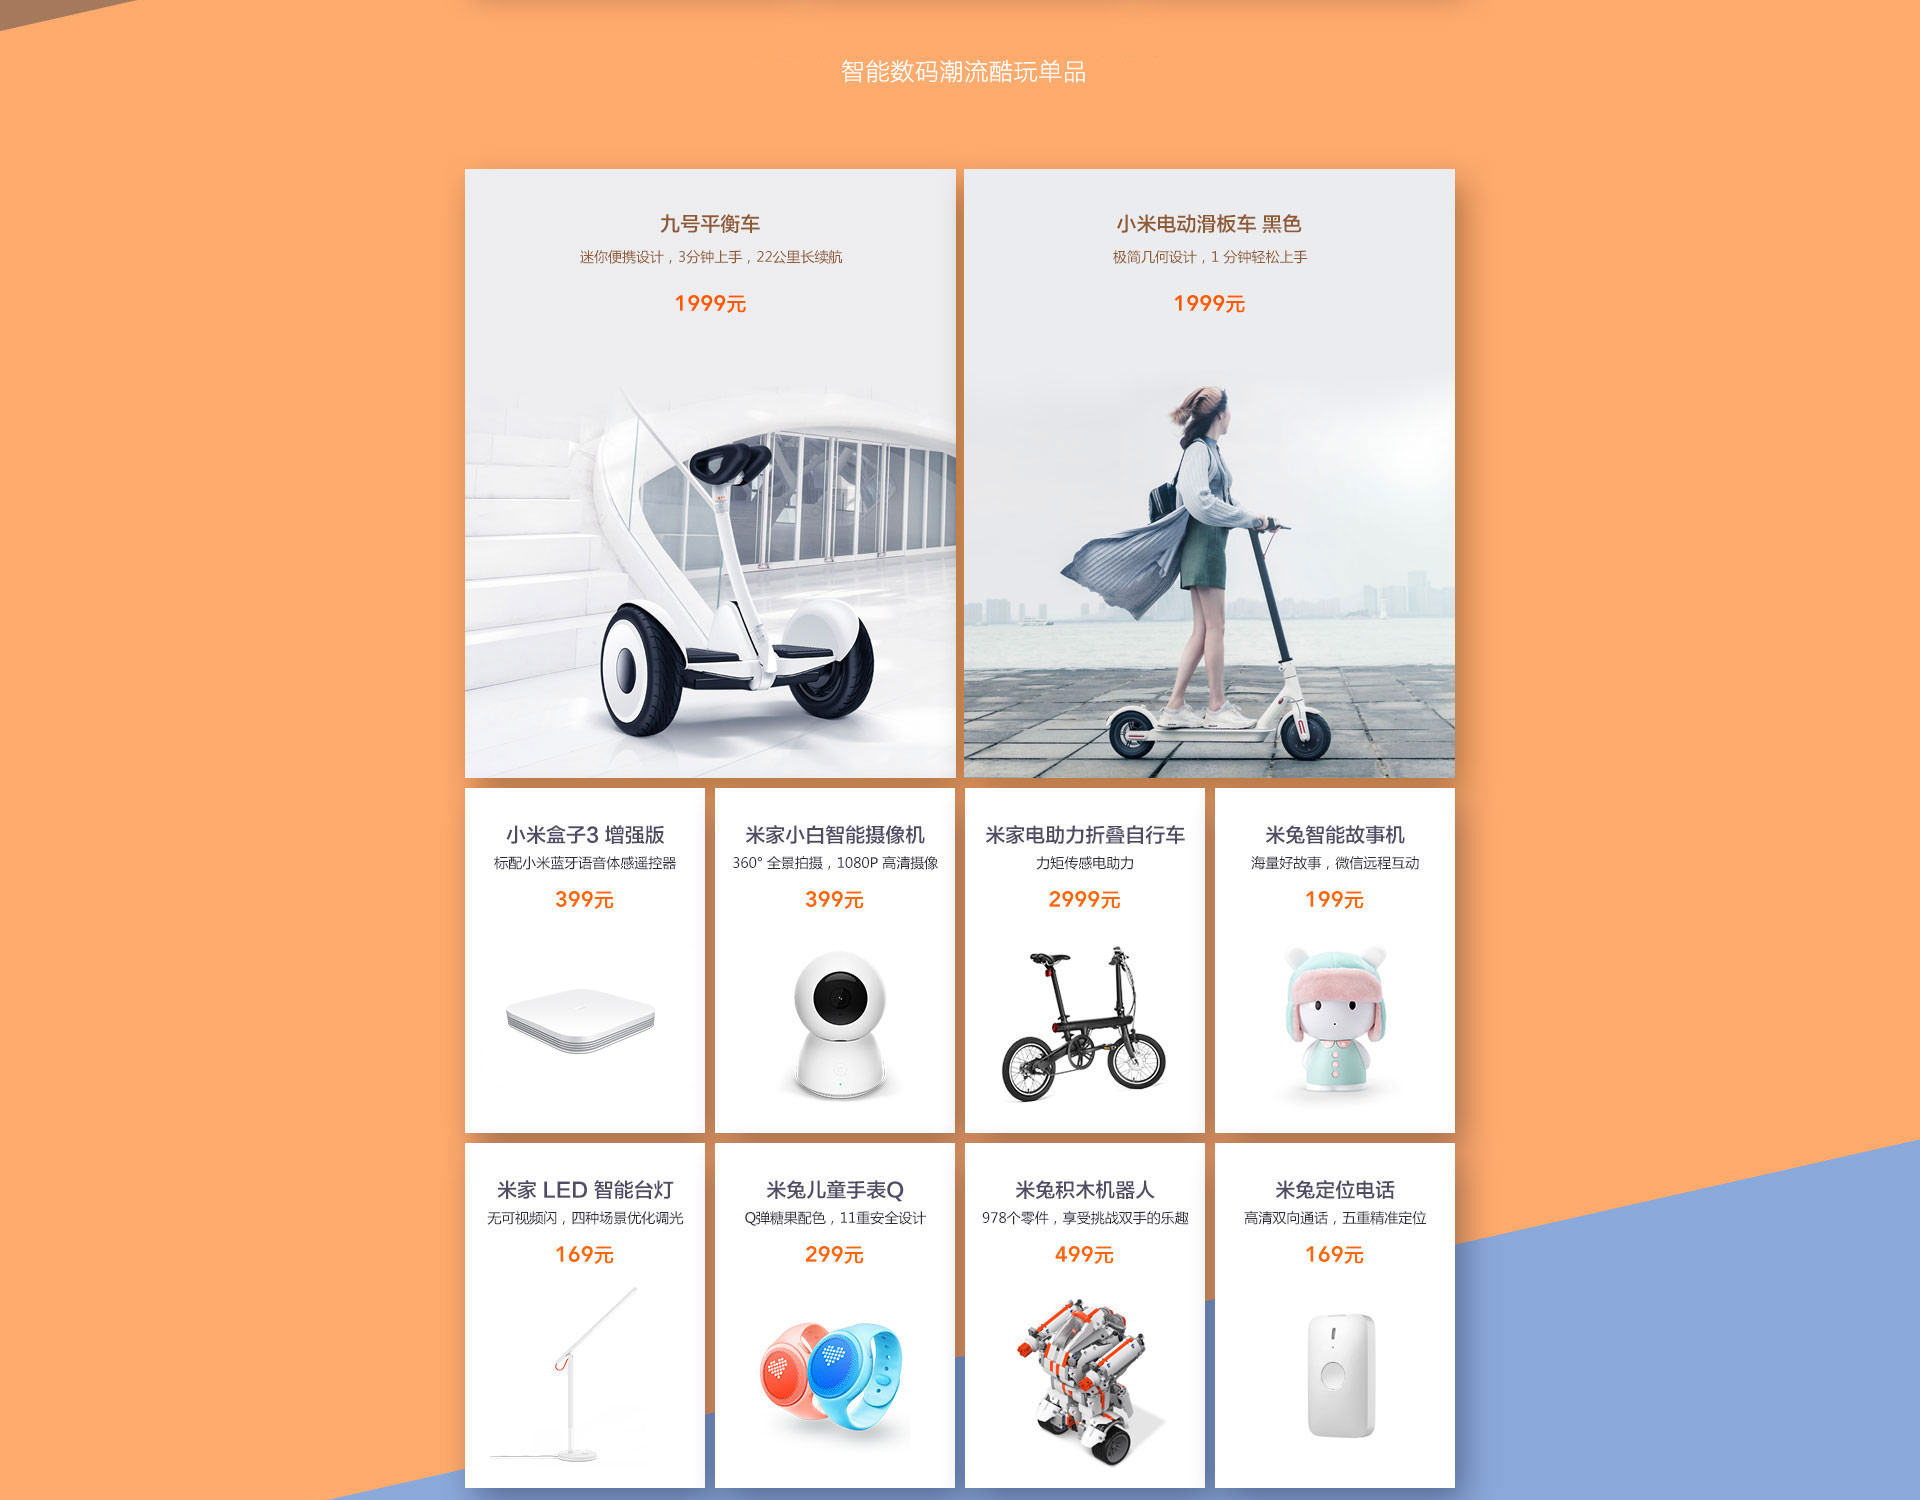 智能数码潮流酷玩单品
九号平衡车
迷你便携设计，3分钟上手，22公里长续航
1999元
小米电动滑板车 黑色
极简几何设计，1 分钟轻松上手
1999元
小米盒子3 增强版
标配小米蓝牙语音体感遥控器
399元
米家小白智能摄像机
360° 全景拍摄，1080P 高清摄像
399元
米家电助力折叠自行车
力矩传感电助力
2999元
米兔智能故事机
海量好故事，微信远程互动
199元
米家 LED 智能台灯
无可视频闪，四种场景优化调光
169元
米兔儿童手表Q
Q弹糖果配色，11重安全设计
299元
米兔积木机器人
978个零件，享受挑战双手的乐趣
499元
米兔定位电话
高清双向通话，五重精准定位
169元